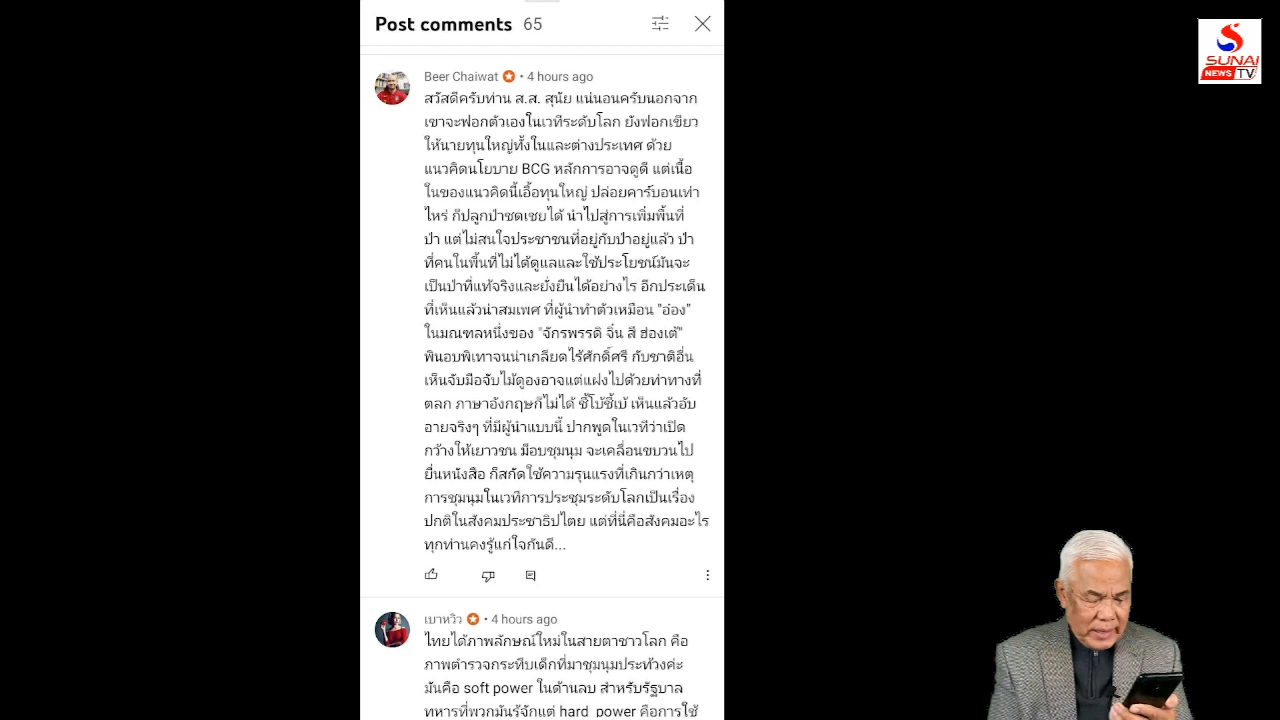 Post comments 65
SUNAI
NEWS TV
Beer Chaiwat • 4 hours ago
สวัสดีครับท่าน ส.ส. สุนัย แน่นอนครับนอกจาก
เขาจะฟอกตัวเองในเวทีระดับโลก ยังฟอกเขียว
ให้นายทุนใหญ่ทั้งในและต่างประเทศ ด้วย
แนวคิดนโยบาย BCG หลักการอาจดูดี แต่เนื้อ
ในของแนวคิดนี้เอื้อทุนใหญ่ ปล่อยคาร์บอนเท่า
ไหร่ ก็ปลูกป่าชดเชยได้ นำไปสู่การเพิ่มพื้นที่
ป่า แต่ไม่สนใจประชาชนที่อยู่กับป่าอยู่แล้ว ป่า
ที่คนในพื้นที่ไม่ได้ดูแลและใช้ประโยชน์มันจะ
เป็นป่าที่แท้จริงและยั่งยืนได้อย่างไร อีกประเด็น
ที่เห็นแล้วน่าสมเพศ ที่ผู้นำทำตัวเหมือน "อ๋อง"
ในมณฑลหนึ่งของ "จักรพรรดิ จิ่น สี ฮ่องเต้"
พินอบพิเทาจนน่าเกลียดไร้ศักดิ์ศรี กับชาติอื่น
เห็นจับมือจับไม้ดูองอาจแต่แฝงไปด้วยท่าทางที่
ตลก ภาษาอังกฤษก็ไม่ได้ ชี้โบ้ชี้เบ้ เห็นแล้วอับ
อายจริงๆ ที่มีผู้นำแบบนี้ ปากพูดในเวทีว่าเปิด
กว้างให้เยาวชน ม็อบชุมนุม จะเคลื่อนขบวนไป
ยื่นหนังสือ ก็สกัดใช้ความรุนแรงที่เกินกว่าเหตุ
การชุมนุมในเวทีการประชุมระดับโลกเป็นเรื่อง
ปกติในสังคมประชาธิปไตย แต่ที่นี่คือสังคมอะไร
ทุกท่านคงรู้แก่ใจกันดี...
เบาหวิว • 4 hours ago
ไทยได้ภาพลักษณ์ใหม่ในสายตาชาวโลก คือ
ภาพตำรวจกระทืบเด็กที่มาชุมนุมประท้วงค่ะ
มันคือ soft power ในด้านลบ สำหรับรัฐบาล
ทหารที่พวกมันรู้จักแต่ hard power คือการใช้